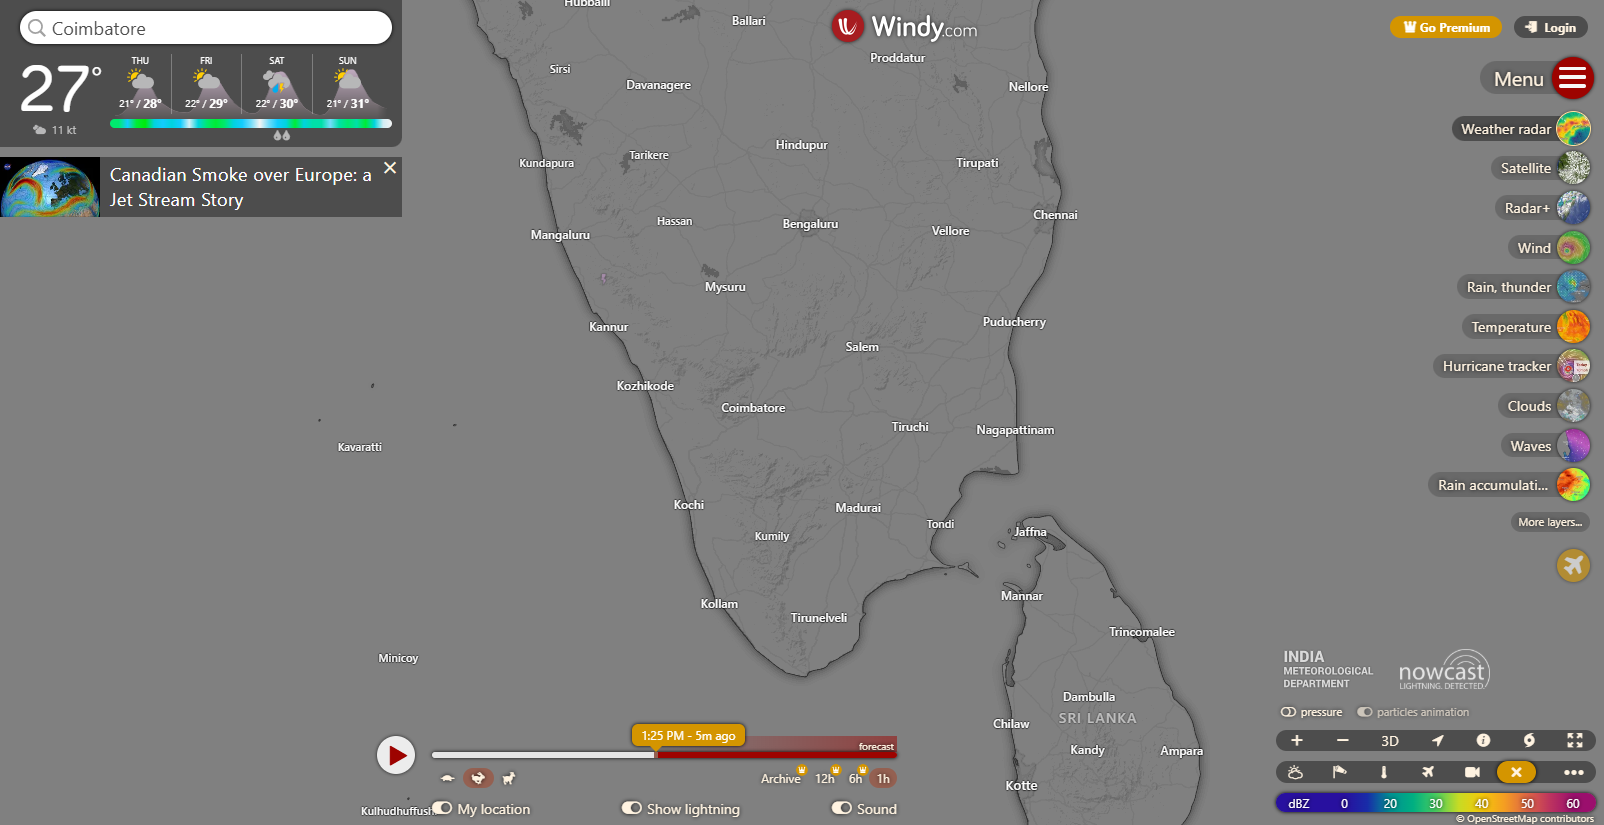 Coimbatore
27°
11 kt
THU
21° / 28°
FRI
22° / 29°
SAT
22° / 30°
SUN
21° / 31°
Canadian Smoke over Europe: a
Jet Stream Story
Windy.com
Go Premium
Login
Menu
Weather radar
Satellite
Radar+
Wind
Rain, thunder
Temperature
Hurricane tracker
Clouds
Waves
Rain accumulati...
More layers...
Hubballi
Ballari
Proddatur
Sirsi
Davanagere
Nellore
Kundapura
Tarikere
Hindupur
Tirupati
Mangaluru
Hassan
Bengaluru
Vellore
Chennai
Mysuru
Kannur
Puducherry
Salem
Kozhikode
Coimbatore
Tiruchi
Nagapattinam
Kavaratti
Kochi
Madurai
Tondi
Jaffna
Kumily
Kollam
Tirunelveli
Mannar
Trincomalee
Minicoy
Dambulla
SRI LANKA
Chilaw
Kandy
Ampara
Kotte
Kulhudhuffush
1:25 PM - 5m ago
forecast
Archive
12h
6h
1h
My location
Show lightning
Sound
INDIA
METEOROLOGICAL
DEPARTMENT
nowcast
LIGHTNING. DETECTED.
pressure
particles animation
3D
dBZ 0 20 30 40 50 60
© OpenStreetMap contributors